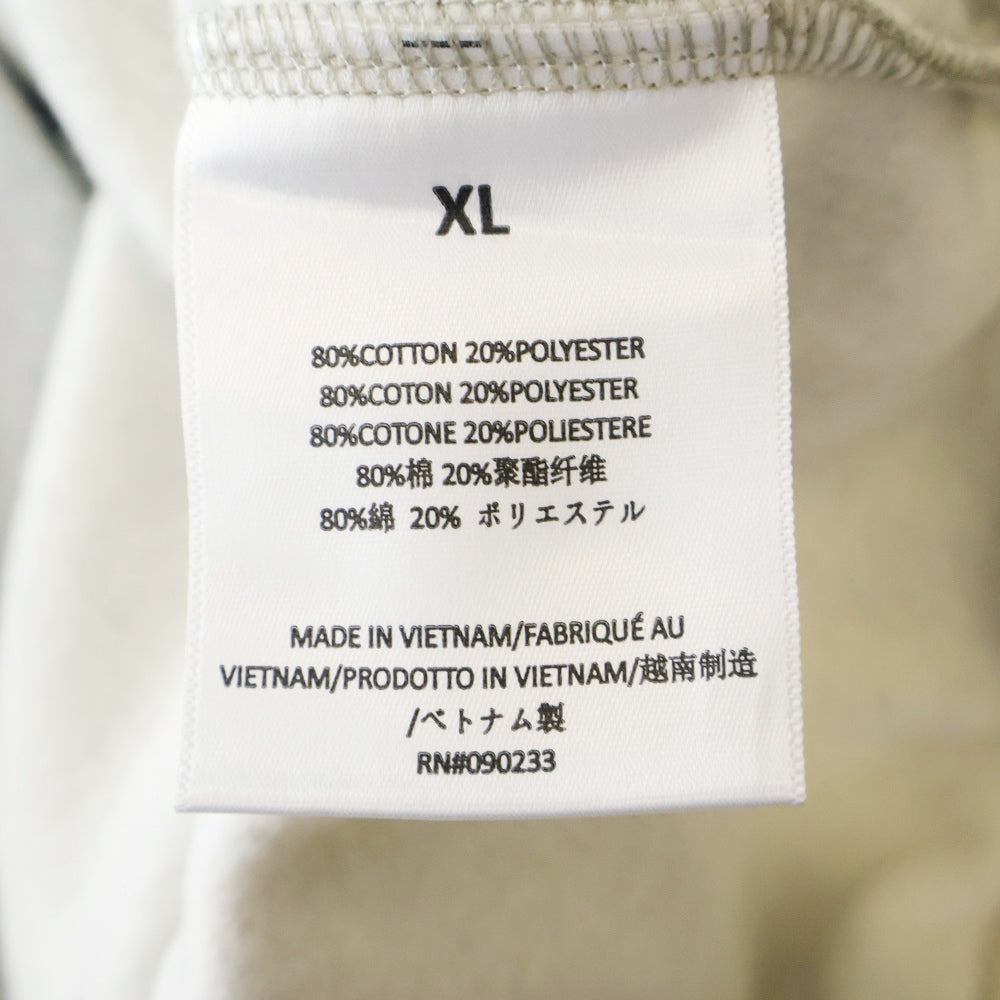 XL
80%COTTON 20%POLYESTER
80%COTON 20%POLYESTER
80%COTONE 20%POLIESTERE
80%棉 20%聚酯纤维
80%綿 20% ポリエステル
MADE IN VIETNAM/FABRIQUÉ AU
VIETNAM/PRODOTTO IN VIETNAM/越南制造
/ベトナム製
RN#090233